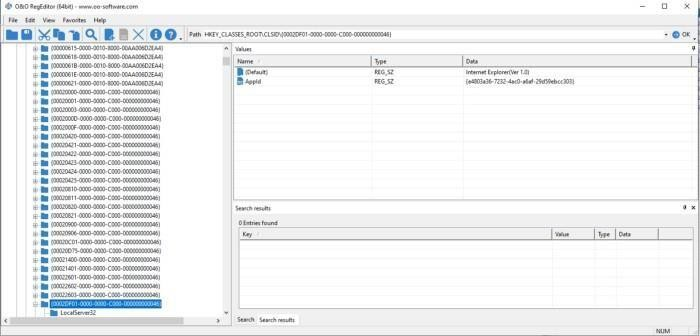 O&O RegEditor (64bit) - www.oo-software.com
File Edit View Favorites Help
Path HKEY_CLASSES_ROOT\CLSID\{0002DF01-0000-0000-C000-000000000046} OK
{00000615-0000-0010-8000-00AA006D2EA4}
{00000618-0000-0010-8000-00AA006D2EA4}
{0000061B-0000-0010-8000-00AA006D2EA4}
{0000061E-0000-0010-8000-00AA006D2EA4}
{00000621-0000-0010-8000-00AA006D2EA4}
{00020000-0000-0000-C000-000000000046}
{00020001-0000-0000-C000-000000000046}
{00020003-0000-0000-C000-000000000046}
{0002000D-0000-0000-C000-000000000046}
{0002000F-0000-0000-C000-000000000046}
{00020420-0000-0000-C000-000000000046}
{00020421-0000-0000-C000-000000000046}
{00020422-0000-0000-C000-000000000046}
{00020423-0000-0000-C000-000000000046}
{00020424-0000-0000-C000-000000000046}
{00020425-0000-0000-C000-000000000046}
{00020810-0000-0000-C000-000000000046}
{00020811-0000-0000-C000-000000000046}
{00020820-0000-0000-C000-000000000046}
{00020821-0000-0000-C000-000000000046}
{00020900-0000-0000-C000-000000000046}
{00020906-0000-0000-C000-000000000046}
{00020C01-0000-0000-C000-000000000046}
{00020D75-0000-0000-C000-000000000046}
{00021400-0000-0000-C000-000000000046}
{00021401-0000-0000-C000-000000000046}
{00022601-0000-0000-C000-000000000046}
{00022602-0000-0000-C000-000000000046}
{00022603-0000-0000-C000-000000000046}
{0002DF01-0000-0000-C000-000000000046}
LocalServer32
Values
Name Type Data
(Default) REG_SZ Internet Explorer(Ver 1.0)
AppId REG_SZ {e4803a36-7232-4ac0-a6af-29d59ebcc303}
Search results
0 Entries found
Key Value Type Data
Search Search results
NUM